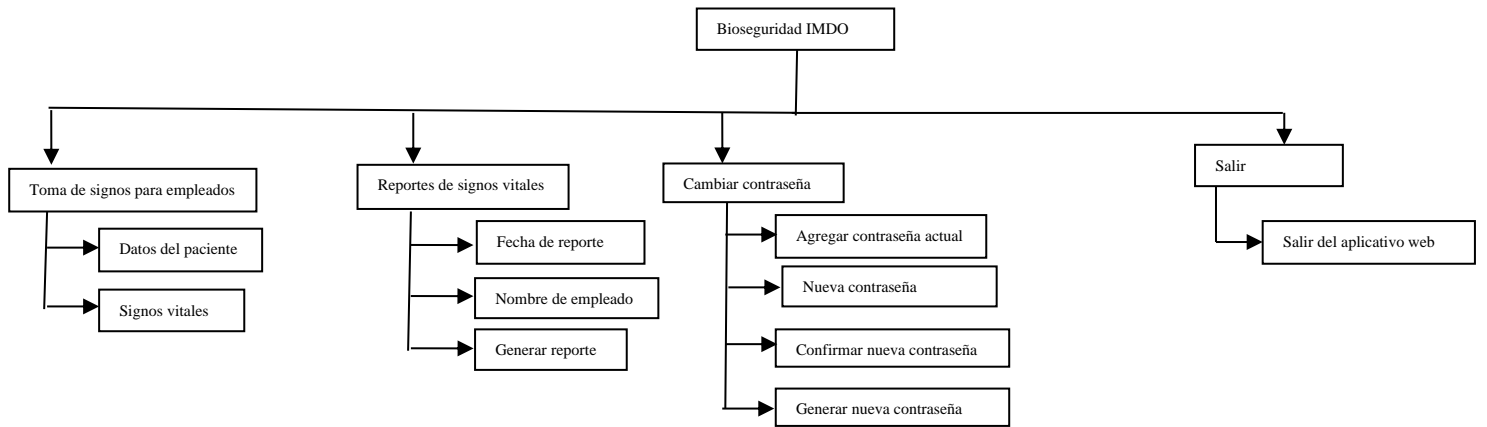 Bioseguridad IMDO
Toma de signos para empleados
Datos del paciente
Signos vitales
Reportes de signos vitales
Fecha de reporte
Nombre de empleado
Generar reporte
Cambiar contraseña
Agregar contraseña actual
Nueva contraseña
Confirmar nueva contraseña
Generar nueva contraseña
Salir
Salir del aplicativo web